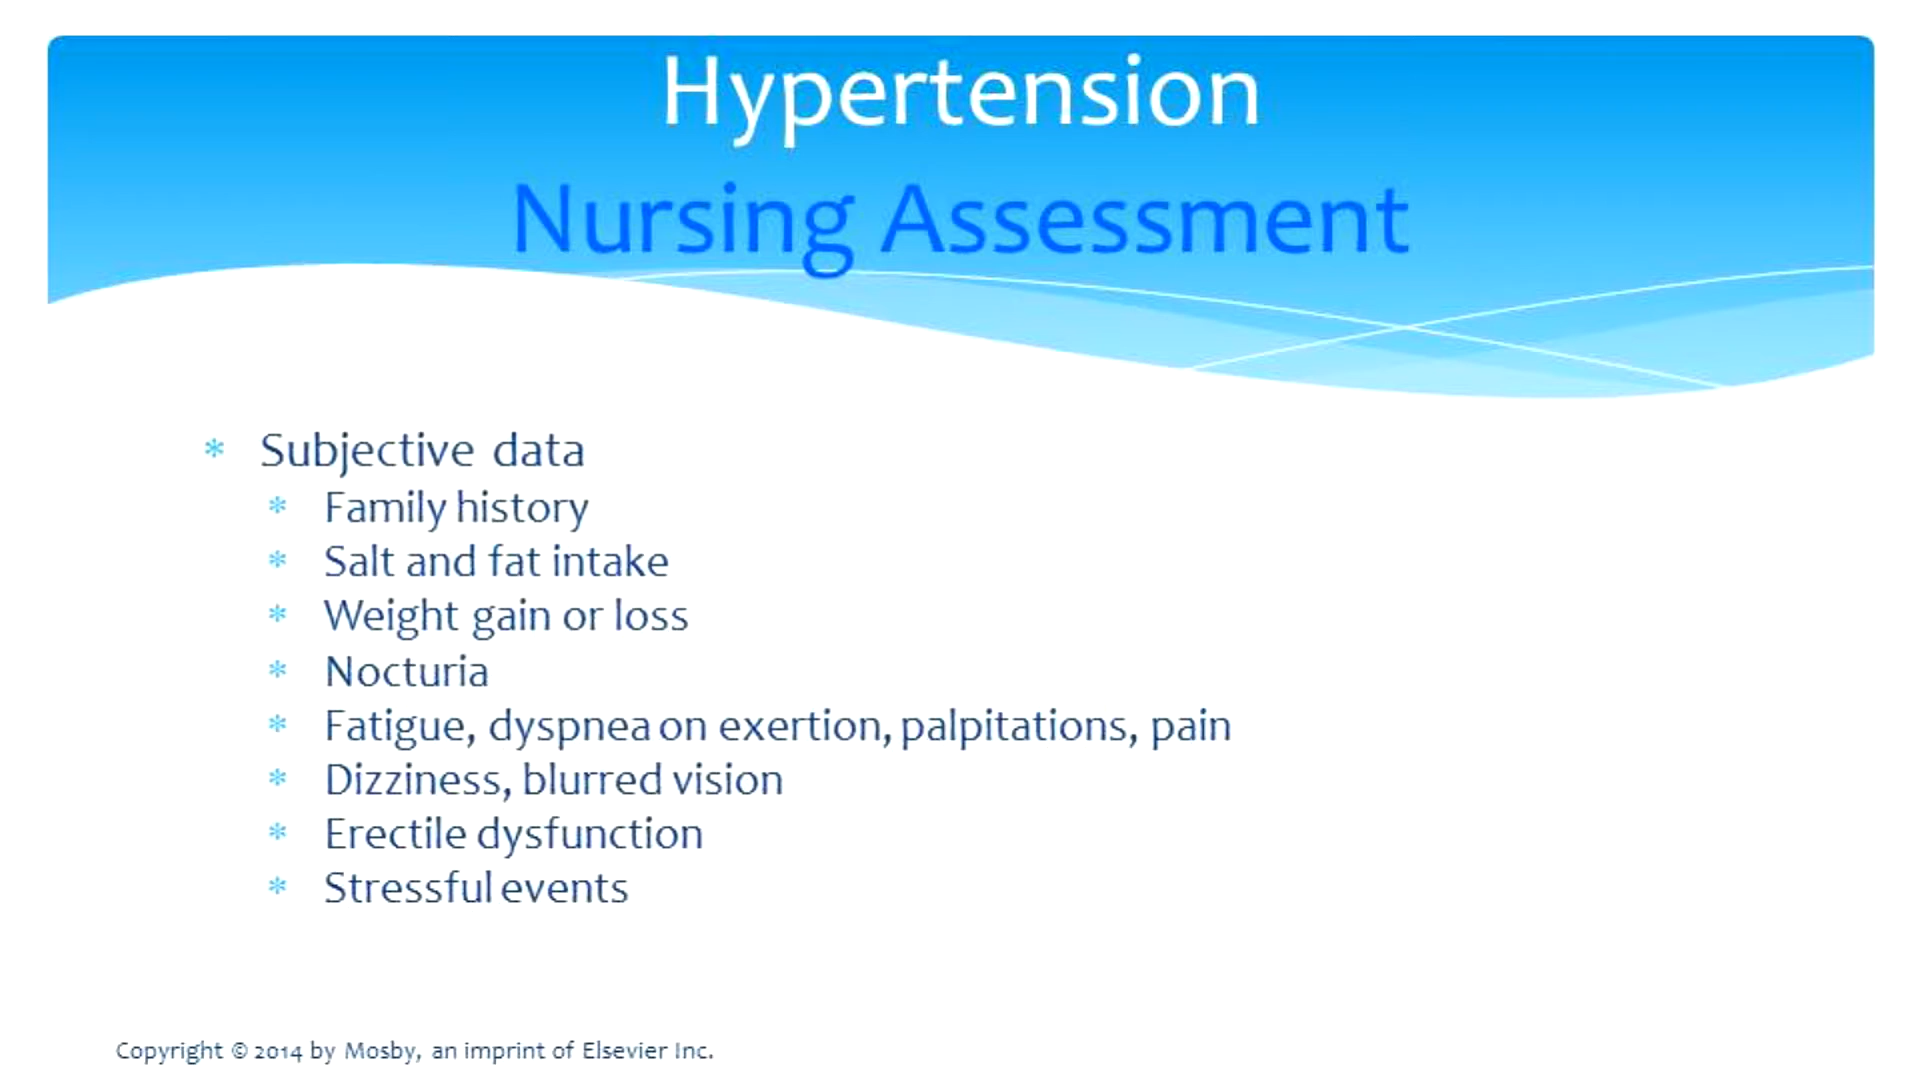 Hypertension
Nursing Assessment
* Subjective data
* Family history
* Salt and fat intake
* Weight gain or loss
* Nocturia
* Fatigue, dyspnea on exertion, palpitations, pain
* Dizziness, blurred vision
* Erectile dysfunction
* Stressful events
Copyright © 2014 by Mosby, an imprint of Elsevier Inc.